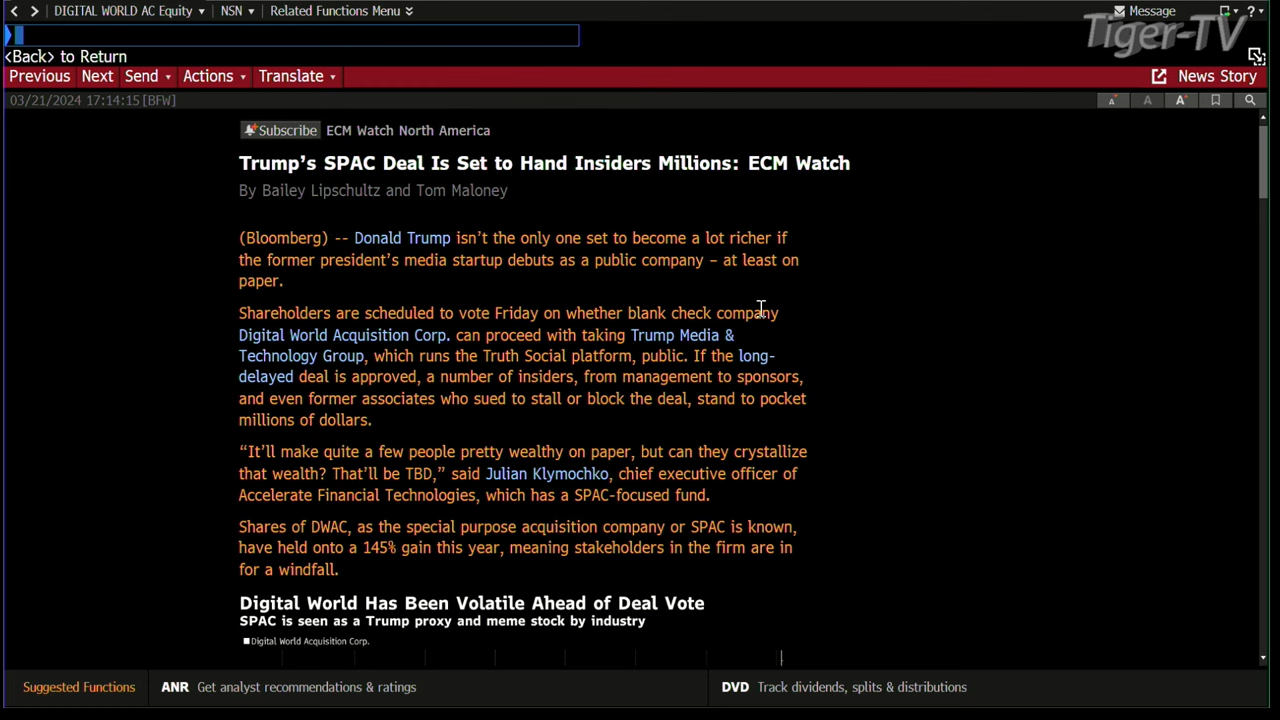 DIGITAL WORLD AC Equity NSN Related Functions Menu Message
Tiger-TV
<Back> to Return
Previous Next Send Actions Translate News Story
03/21/2024 17:14:15[BFW] A A A
Subscribe ECM Watch North America
Trump's SPAC Deal Is Set to Hand Insiders Millions: ECM Watch
By Bailey Lipschultz and Tom Maloney
(Bloomberg) -- Donald Trump isn't the only one set to become a lot richer if
the former president's media startup debuts as a public company – at least on
paper.
Shareholders are scheduled to vote Friday on whether blank check company
Digital World Acquisition Corp. can proceed with taking Trump Media &
Technology Group, which runs the Truth Social platform, public. If the long-
delayed deal is approved, a number of insiders, from management to sponsors,
and even former associates who sued to stall or block the deal, stand to pocket
millions of dollars.
“It'll make quite a few people pretty wealthy on paper, but can they crystallize
that wealth? That'll be TBD,” said Julian Klymochko, chief executive officer of
Accelerate Financial Technologies, which has a SPAC-focused fund.
Shares of DWAC, as the special purpose acquisition company or SPAC is known,
have held onto a 145% gain this year, meaning stakeholders in the firm are in
for a windfall.
Digital World Has Been Volatile Ahead of Deal Vote
SPAC is seen as a Trump proxy and meme stock by industry
Digital World Acquisition Corp.
Suggested Functions ANR Get analyst recommendations & ratings DVD Track dividends, splits & distributions